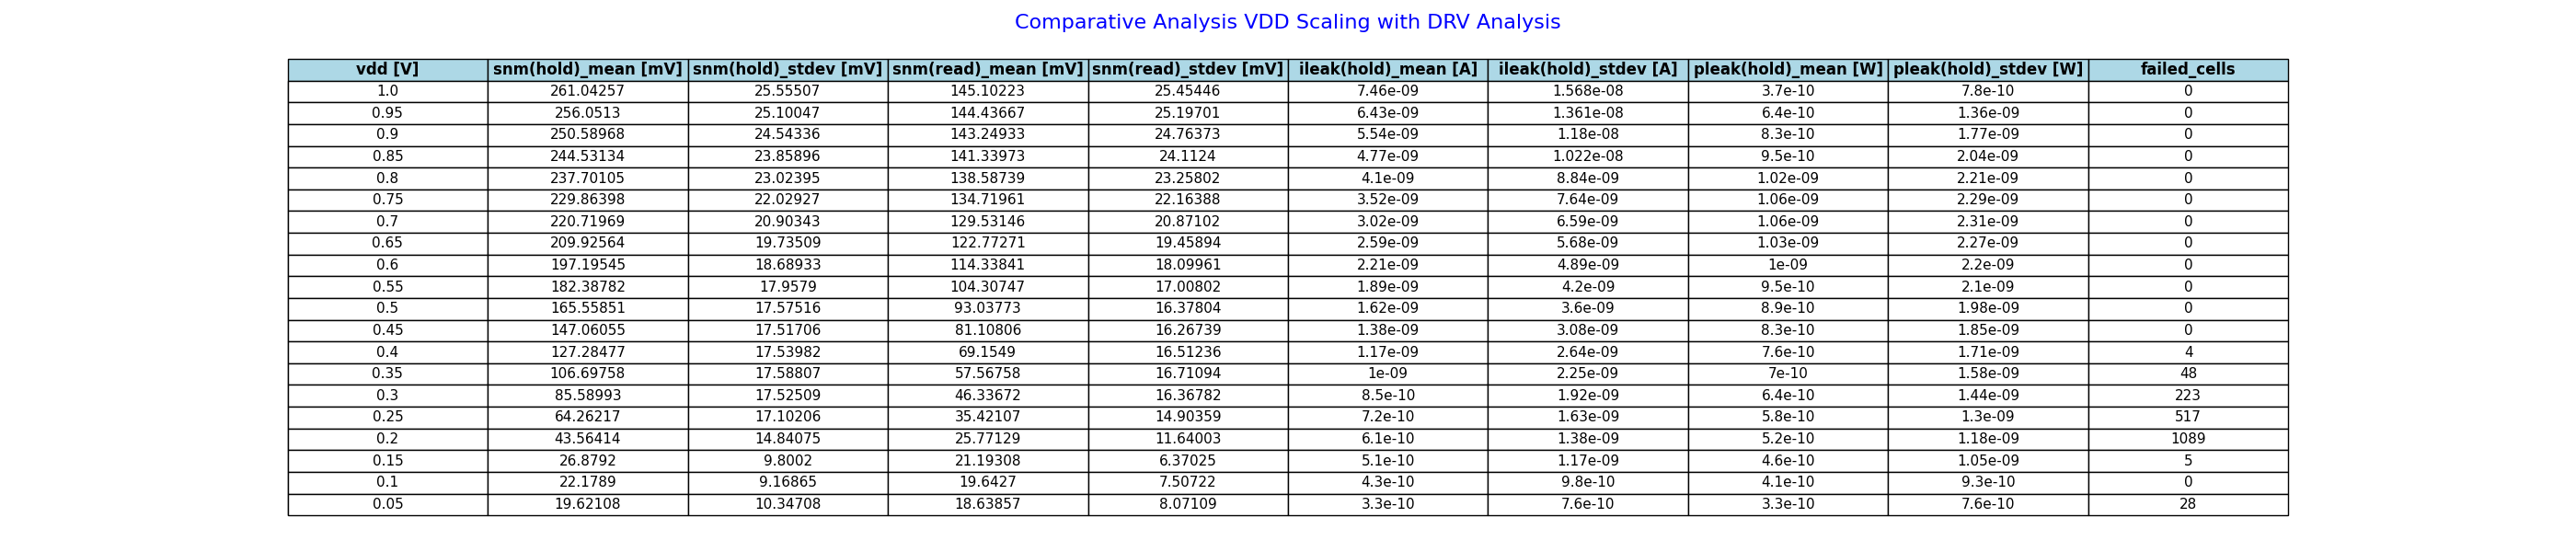 Comparative Analysis VDD Scaling with DRV Analysis
vdd [V] snm(hold)_mean [mV] snm(hold)_stdev [mV] snm(read)_mean [mV] snm(read)_stdev [mV] ileak(hold)_mean [A] ileak(hold)_stdev [A] pleak(hold)_mean [W] pleak(hold)_stdev [W] failed_cells
1.0 261.04257 25.55507 145.10223 25.45446 7.46e-09 1.568e-08 3.7e-10 7.8e-10 0
0.95 256.0513 25.10047 144.43667 25.19701 6.43e-09 1.361e-08 6.4e-10 1.36e-09 0
0.9 250.58968 24.54336 143.24933 24.76373 5.54e-09 1.18e-08 8.3e-10 1.77e-09 0
0.85 244.53134 23.85896 141.33973 24.1124 4.77e-09 1.022e-08 9.5e-10 2.04e-09 0
0.8 237.70105 23.02395 138.58739 23.25802 4.1e-09 8.84e-09 1.02e-09 2.21e-09 0
0.75 229.86398 22.02927 134.71961 22.16388 3.52e-09 7.64e-09 1.06e-09 2.29e-09 0
0.7 220.71969 20.90343 129.53146 20.87102 3.02e-09 6.59e-09 1.06e-09 2.31e-09 0
0.65 209.92564 19.73509 122.77271 19.45894 2.59e-09 5.68e-09 1.03e-09 2.27e-09 0
0.6 197.19545 18.68933 114.33841 18.09961 2.21e-09 4.89e-09 1e-09 2.2e-09 0
0.55 182.38782 17.9579 104.30747 17.00802 1.89e-09 4.2e-09 9.5e-10 2.1e-09 0
0.5 165.55851 17.57516 93.03773 16.37804 1.62e-09 3.6e-09 8.9e-10 1.98e-09 0
0.45 147.06055 17.51706 81.10806 16.26739 1.38e-09 3.08e-09 8.3e-10 1.85e-09 0
0.4 127.28477 17.53982 69.1549 16.51236 1.17e-09 2.64e-09 7.6e-10 1.71e-09 4
0.35 106.69758 17.58807 57.56758 16.71094 1e-09 2.25e-09 7e-10 1.58e-09 48
0.3 85.58993 17.52509 46.33672 16.36782 8.5e-10 1.92e-09 6.4e-10 1.44e-09 223
0.25 64.26217 17.10206 35.42107 14.90359 7.2e-10 1.63e-09 5.8e-10 1.3e-09 517
0.2 43.56414 14.84075 25.77129 11.64003 6.1e-10 1.38e-09 5.2e-10 1.18e-09 1089
0.15 26.8792 9.8002 21.19308 6.37025 5.1e-10 1.17e-09 4.6e-10 1.05e-09 5
0.1 22.1789 9.16865 19.6427 7.50722 4.3e-10 9.8e-10 4.1e-10 9.3e-10 0
0.05 19.62108 10.34708 18.63857 8.07109 3.3e-10 7.6e-10 3.3e-10 7.6e-10 28